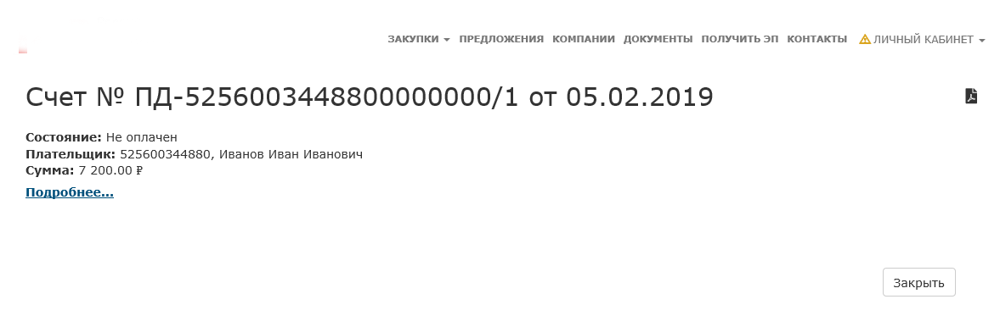 ЗАКУПКИ ПРЕДЛОЖЕНИЯ КОМПАНИИ ДОКУМЕНТЫ ПОЛУЧИТЬ ЭП КОНТАКТЫ ЛИЧНЫЙ КАБИНЕТ
Счет № ПД-5256003448800000000/1 от 05.02.2019
Состояние: Не оплачен
Плательщик: 525600344880, Иванов Иван Иванович
Сумма: 7 200.00 ₽
Подробнее...
Закрыть